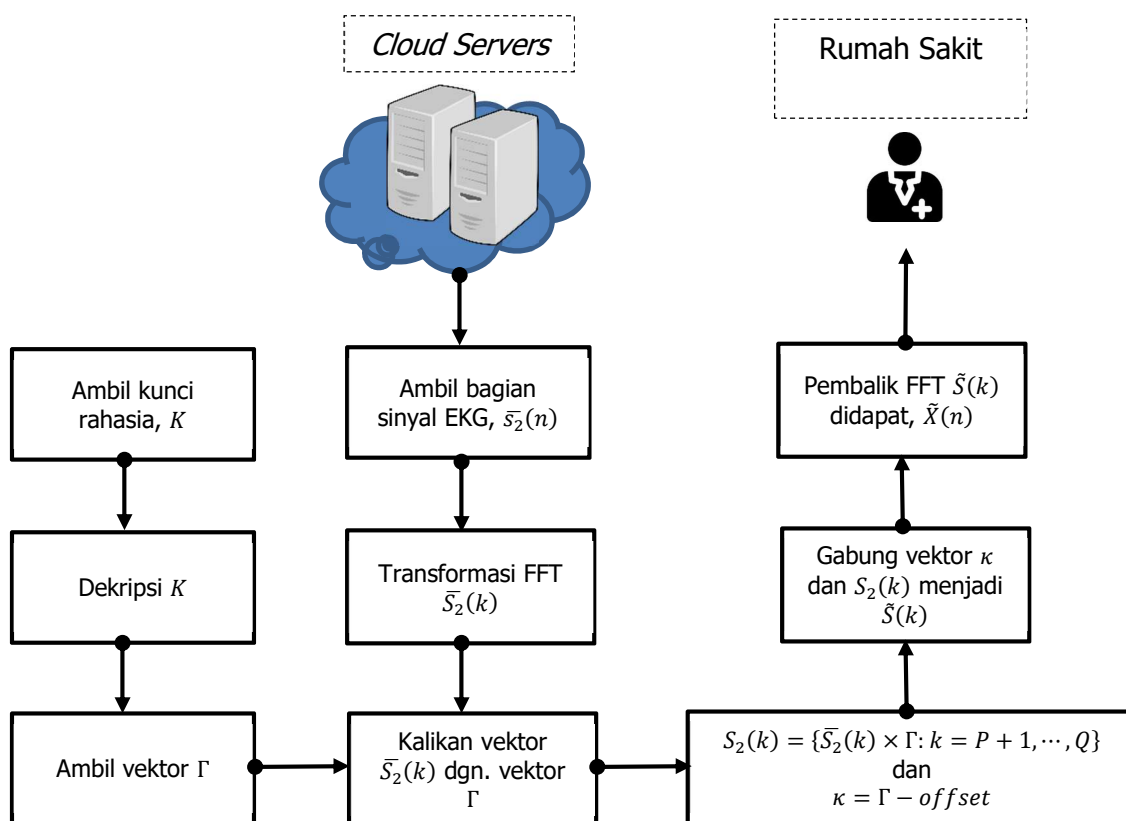 Cloud Servers
Rumah Sakit
Ambil kunci
rahasia, K
Ambil bagian
sinyal EKG, s̅₂(n)
Pembalik FFT S̃(k)
didapat, X̃(n)
Dekripsi K
Transformasi FFT
S̅₂(k)
Gabung vektor κ
dan S₂(k) menjadi
S̃(k)
Ambil vektor Γ
Kalikan vektor
S̅₂(k) dgn. vektor
Γ
S₂(k) = {S̅₂(k) × Γ: k = P + 1, ⋯ , Q}
dan
κ = Γ − offset